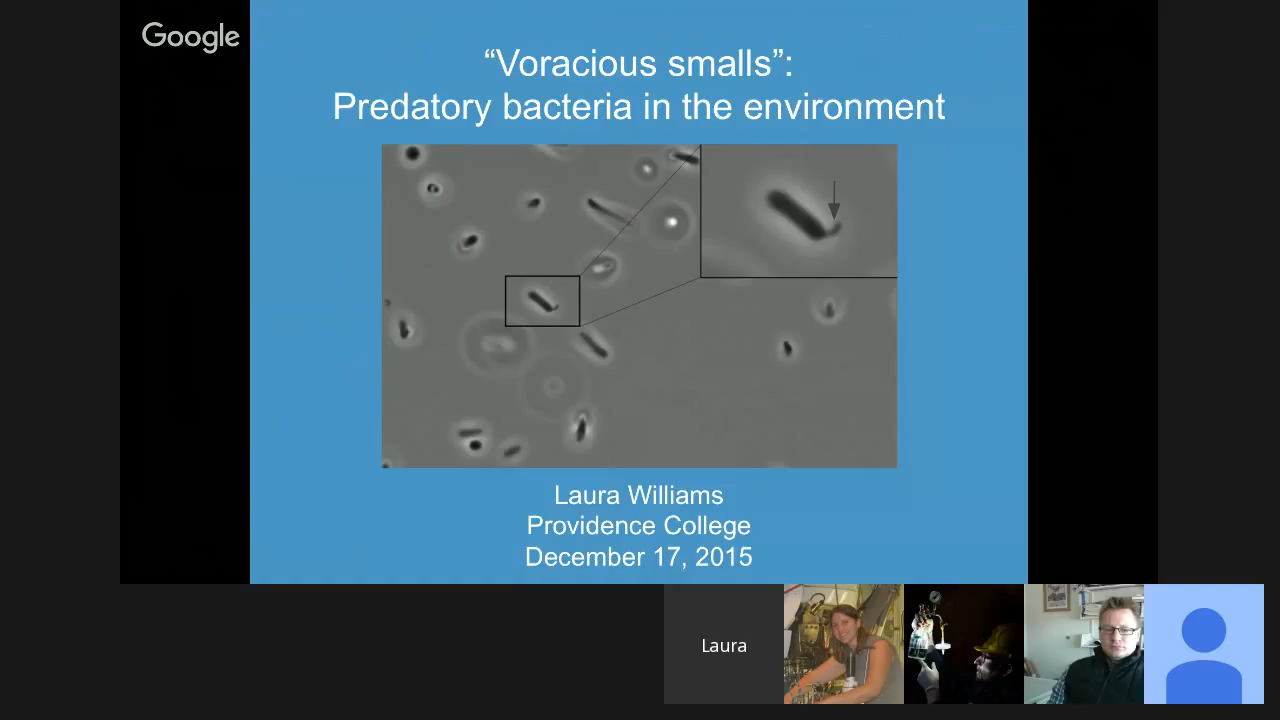 Google
“Voracious smalls”:
Predatory bacteria in the environment
Laura Williams
Providence College
December 17, 2015
Laura